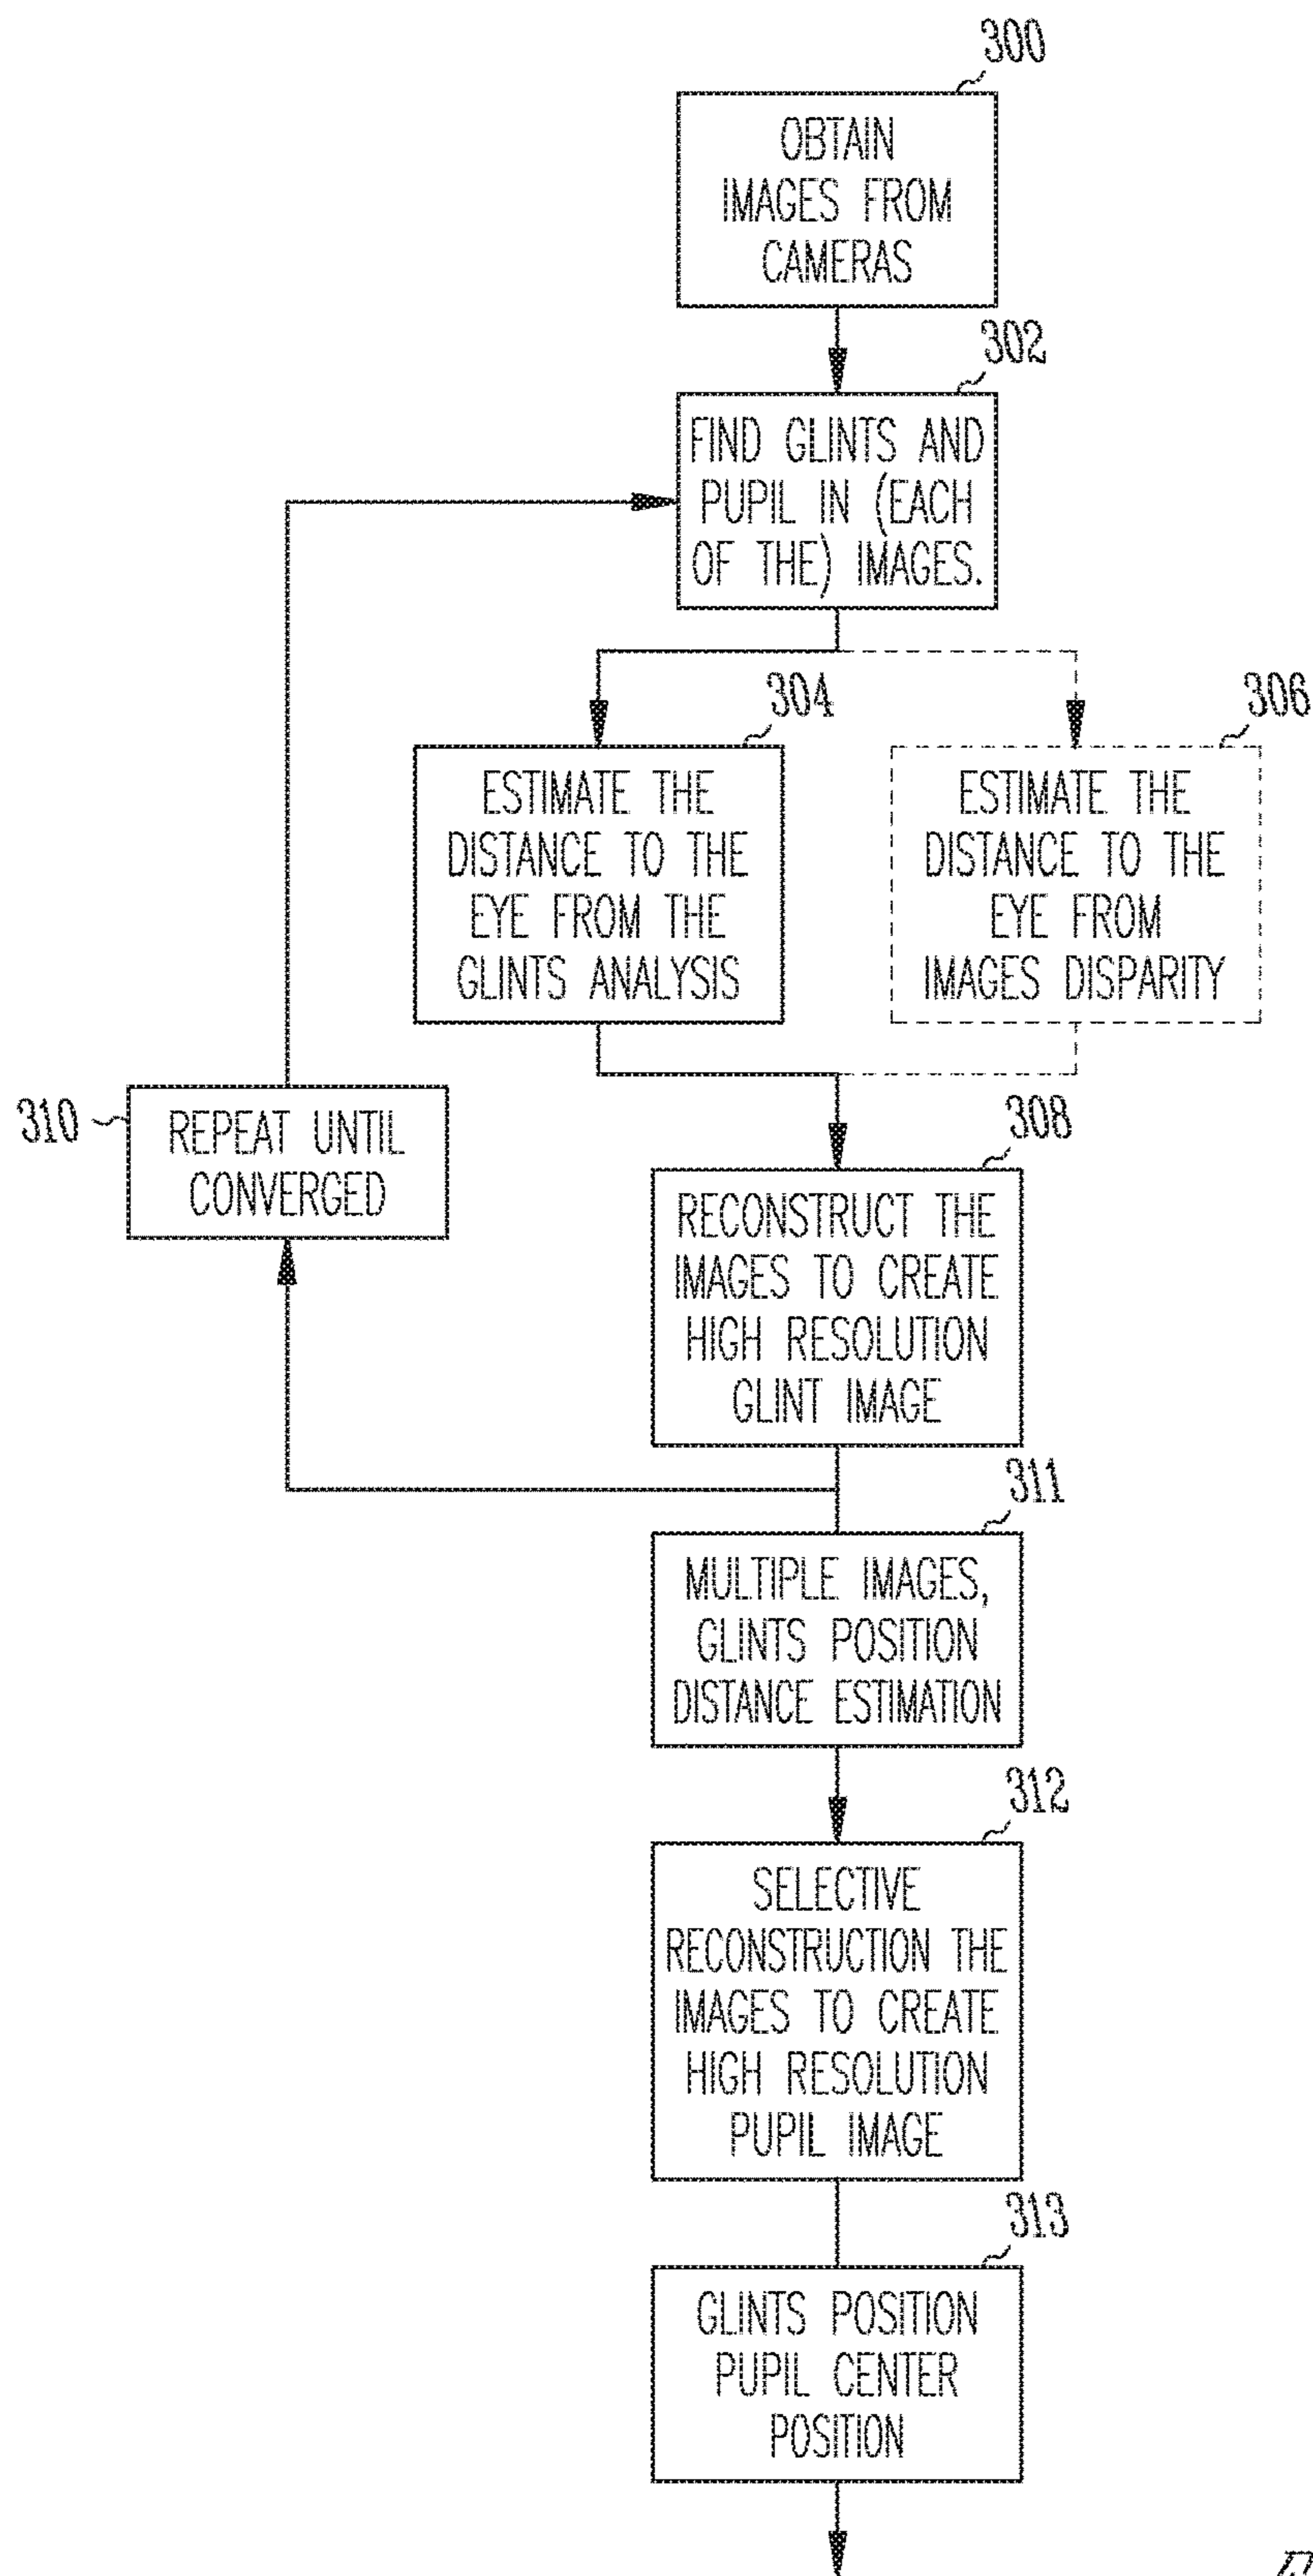 300
OBTAIN
IMAGES FROM
CAMERAS
302
FIND GLINTS AND
PUPIL IN (EACH
OF THE) IMAGES.
304
ESTIMATE THE
DISTANCE TO THE
EYE FROM THE
GLINTS ANALYSIS
306
ESTIMATE THE
DISTANCE TO THE
EYE FROM
IMAGES DISPARITY
310
REPEAT UNTIL
CONVERGED
308
RECONSTRUCT THE
IMAGES TO CREATE
HIGH RESOLUTION
GLINT IMAGE
311
MULTIPLE IMAGES,
GLINTS POSITION
DISTANCE ESTIMATION
312
SELECTIVE
RECONSTRUCTION THE
IMAGES TO CREATE
HIGH RESOLUTION
PUPIL IMAGE
313
GLINTS POSITION
PUPIL CENTER
POSITION